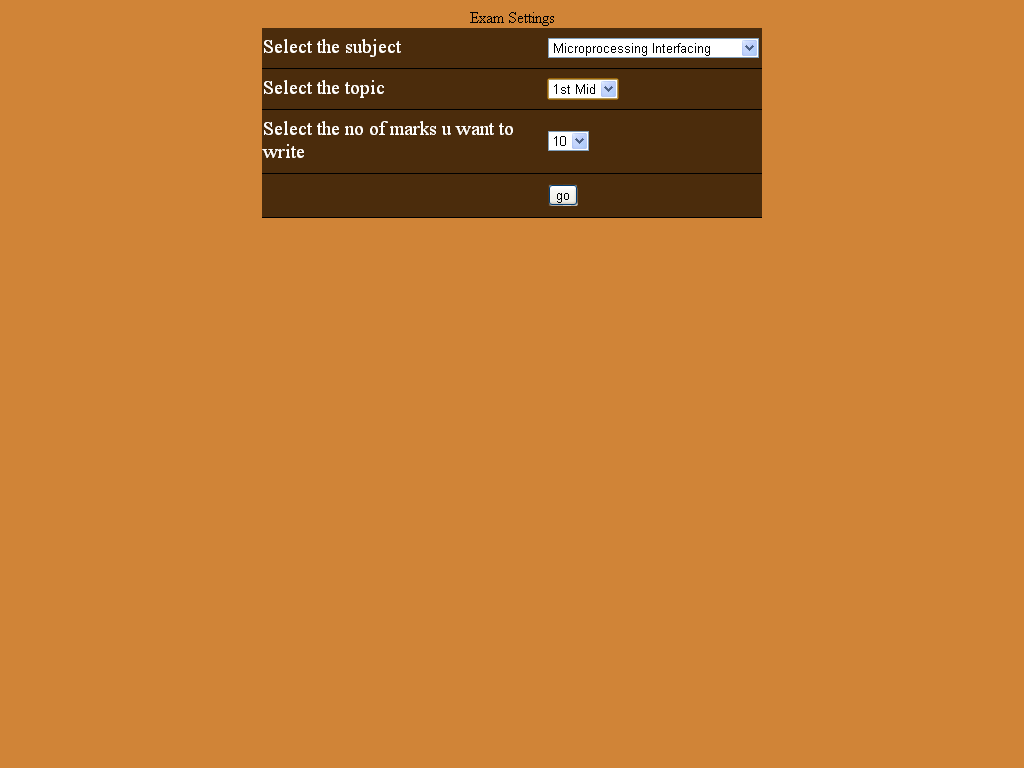 Exam Settings
Select the subject
Microprocessing Interfacing
Select the topic
1st Mid
Select the no of marks u want to
write
10
go